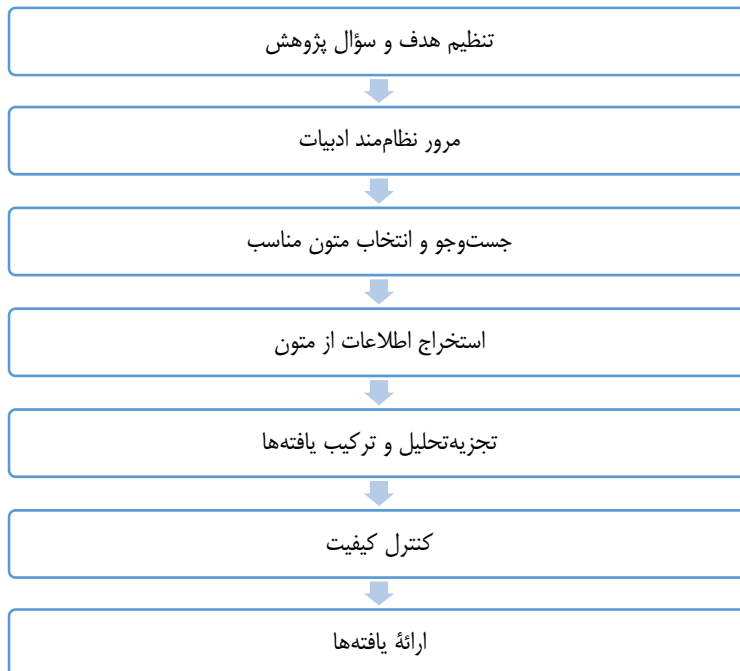 تنظیم هدف و سؤال پژوهش
مرور نظام‌مند ادبیات
جست‌وجو و انتخاب متون مناسب
استخراج اطلاعات از متون
تجزیه‌تحلیل و ترکیب یافته‌ها
کنترل کیفیت
ارائۀ یافته‌ها